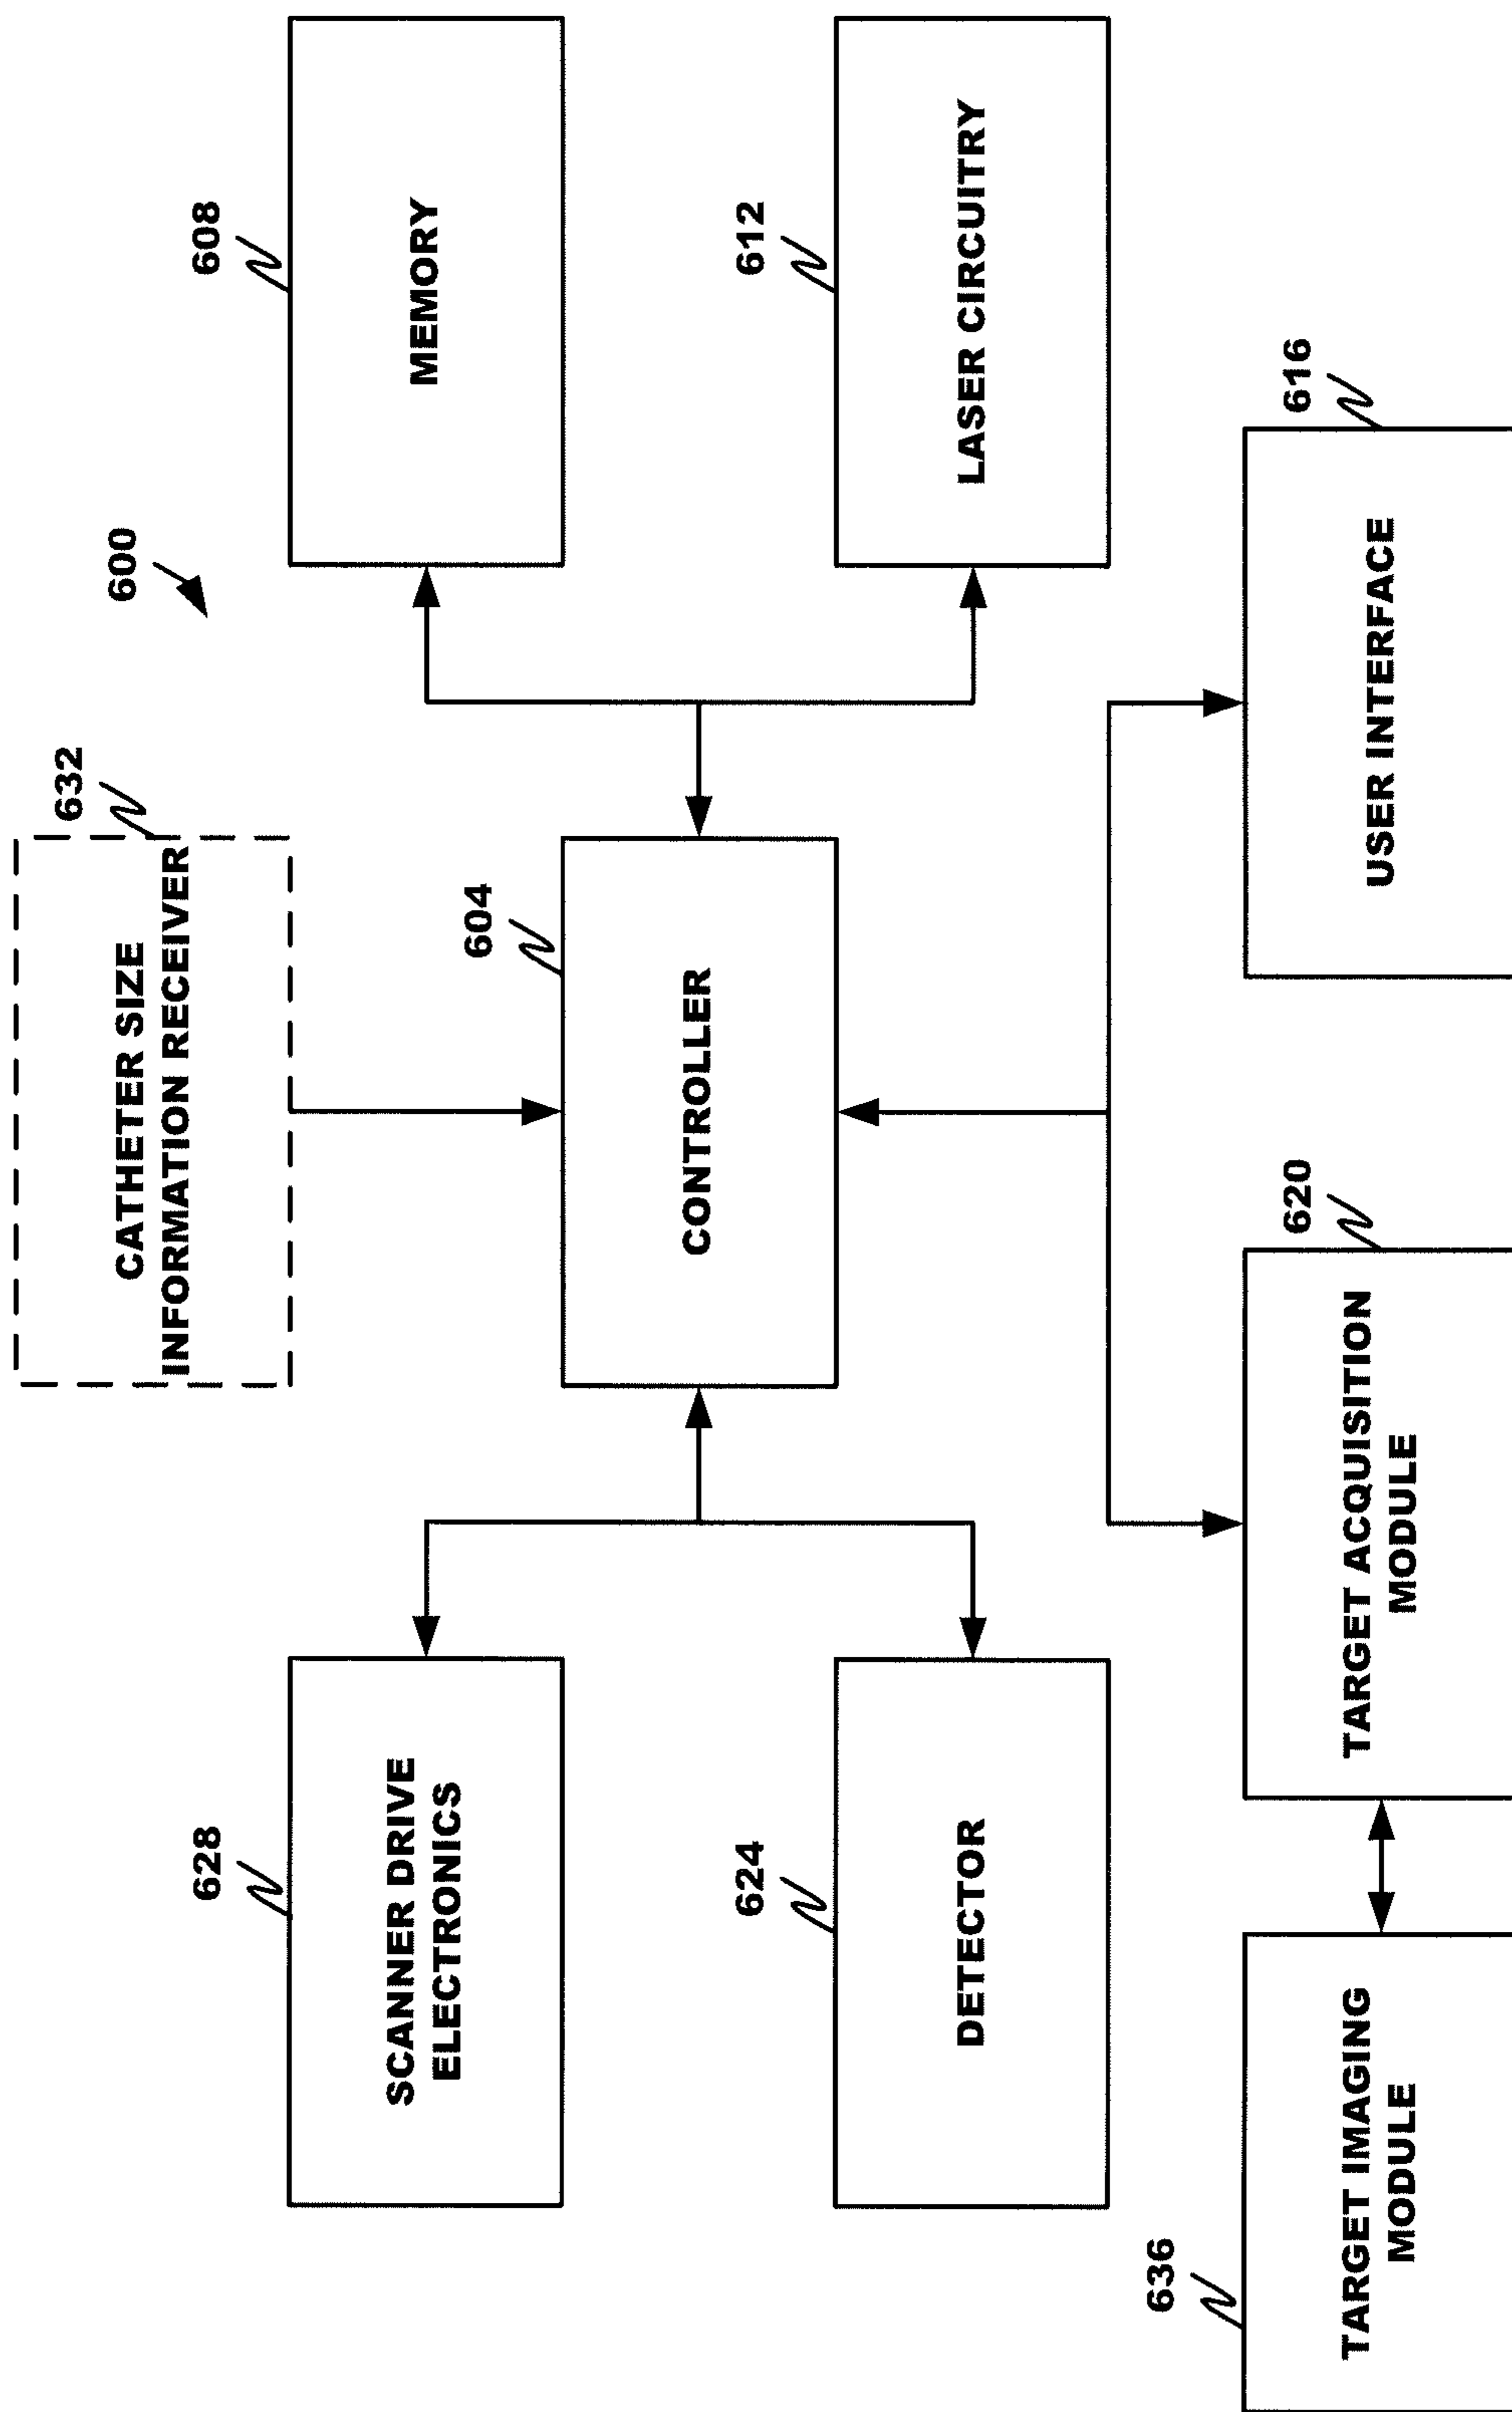 600
632
CATHETER SIZE
INFORMATION RECEIVER
628
SCANNER DRIVE
ELECTRONICS
604
CONTROLLER
608
MEMORY
624
DETECTOR
612
LASER CIRCUITRY
636
TARGET IMAGING
MODULE
620
TARGET ACQUISITION
MODULE
616
USER INTERFACE